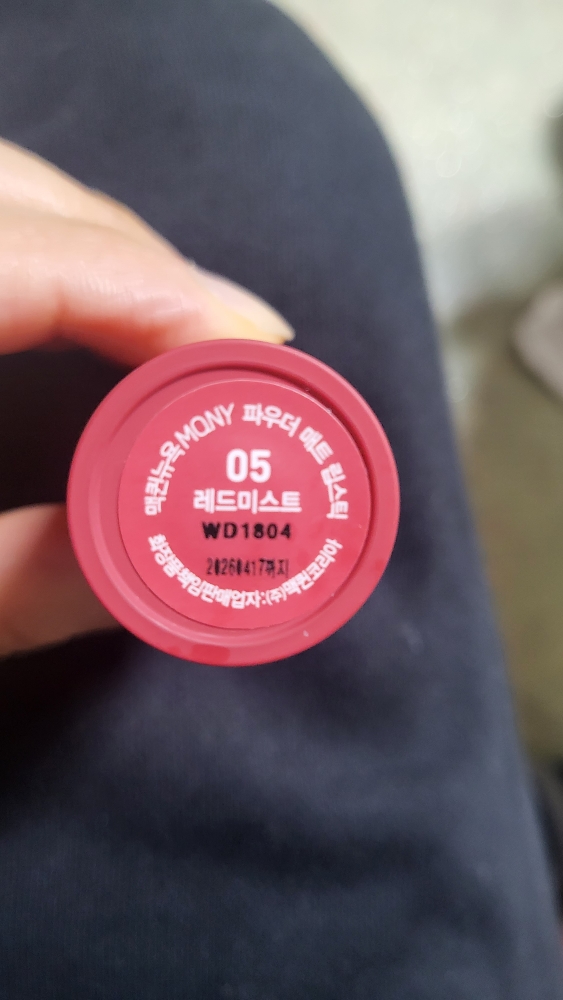 맥퀸뉴욕 MQNY 파우더 매트 립스틱
05
레드미스트
WD1804
20260417까지
화장품책임판매업자:(주)맥퀸코리아